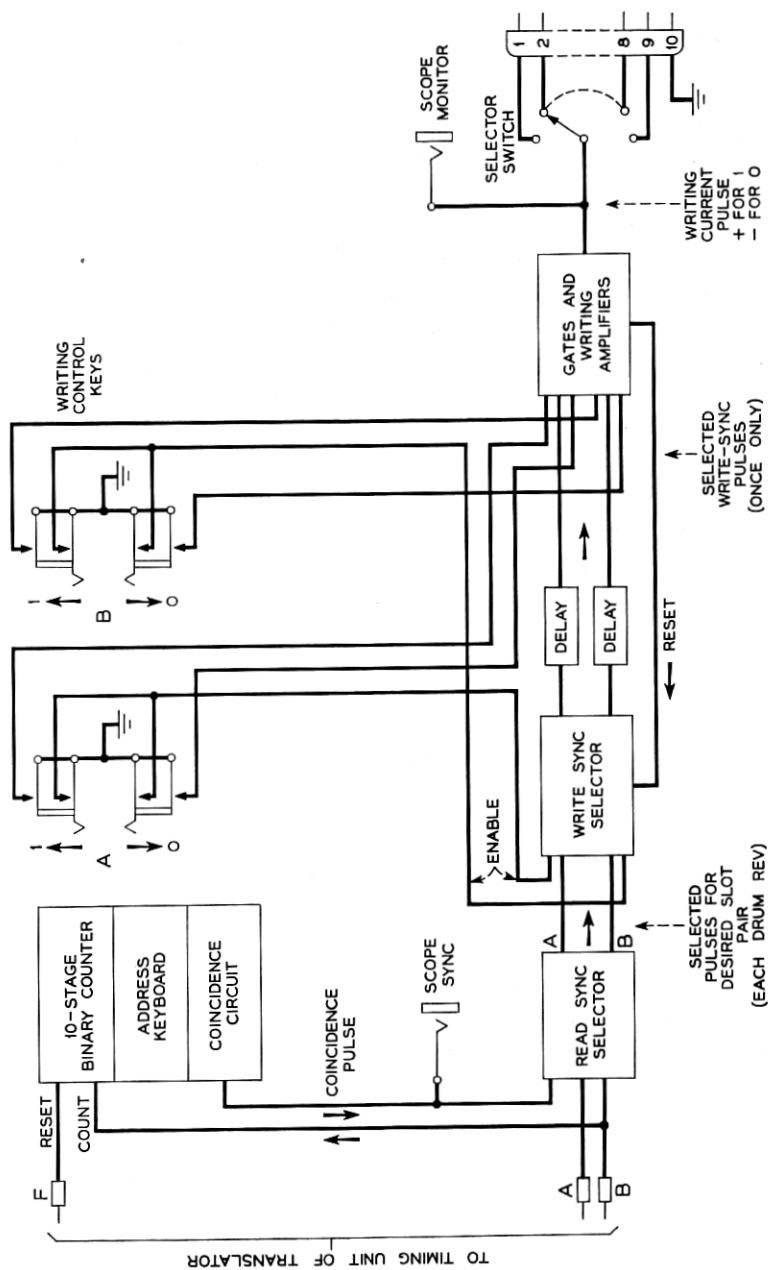 TO TIMING UNIT OF TRANSLATOR
F
RESET
COUNT
10-STAGE
BINARY COUNTER
ADDRESS
KEYBOARD
COINCIDENCE
CIRCUIT
COINCIDENCE
PULSE
SCOPE
SYNC
A
B
READ SYNC
SELECTOR
A
B
SELECTED
PULSES FOR
DESIRED SLOT
PAIR
(EACH DRUM REV)
ENABLE
1
A
0
1
B
0
WRITING
CONTROL
KEYS
WRITE SYNC
SELECTOR
DELAY
DELAY
RESET
SELECTED
WRITE-SYNC
PULSES
(ONCE ONLY)
GATES AND
WRITING
AMPLIFIERS
WRITING
CURRENT
PULSE
+ FOR 1
- FOR 0
SCOPE
MONITOR
SELECTOR
SWITCH
1
2
8
9
10